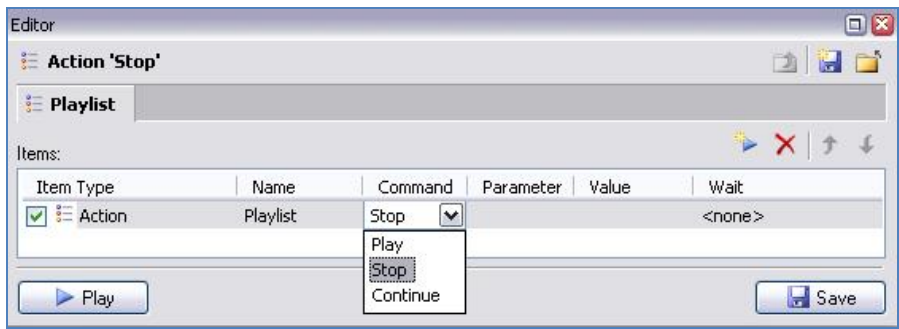 Editor
Action 'Stop'
Playlist
Items:
Item Type Name Command Parameter Value Wait
Action Playlist Stop <none>
Play
Stop
Continue
Play Save